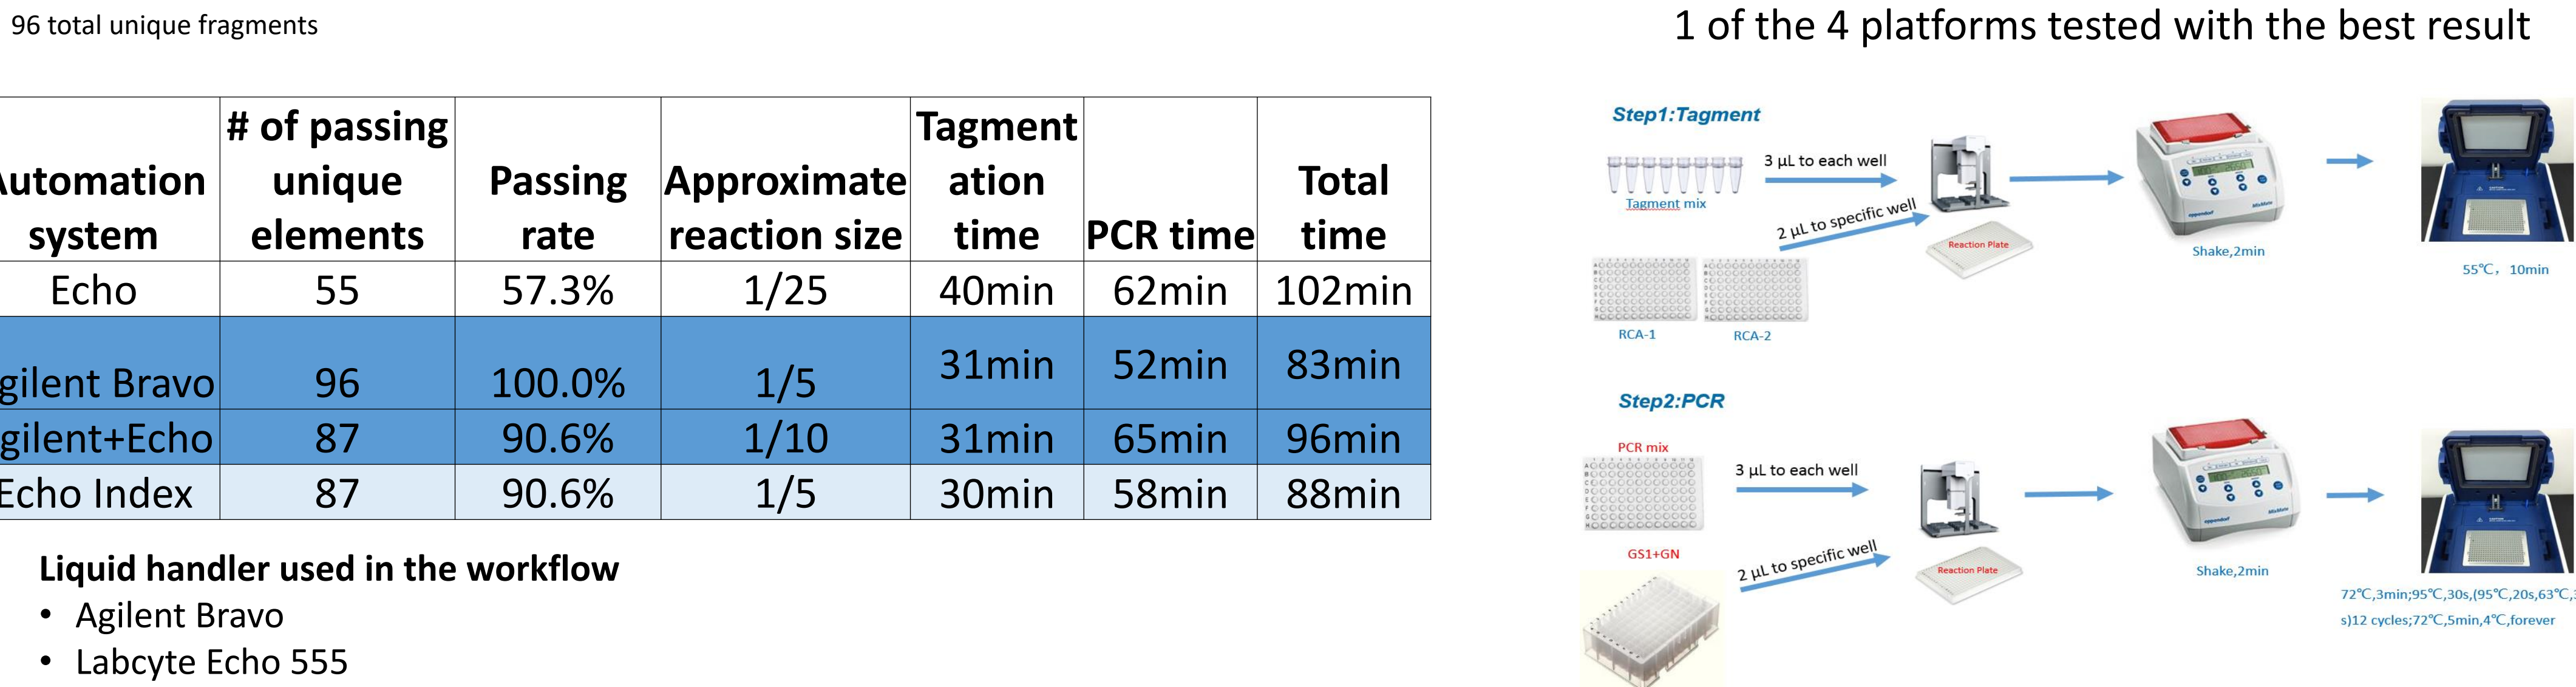 96 total unique fragments
1 of the 4 platforms tested with the best result
Automation system
# of passing unique elements
Passing rate
Approximate reaction size
Tagment ation time
PCR time
Total time
Echo 55 57.3% 1/25 40min 62min 102min
gilent Bravo 96 100.0% 1/5 31min 52min 83min
gilent+Echo 87 90.6% 1/10 31min 65min 96min
Echo Index 87 90.6% 1/5 30min 58min 88min
Liquid handler used in the workflow
• Agilent Bravo
• Labcyte Echo 555
Step1:Tagment
3 µL to each well
Tagment mix
2 µL to specific well
Reaction Plate
RCA-1
RCA-2
eppendorf
MixMate
Shake,2min
55℃，10min
Step2:PCR
PCR mix
3 µL to each well
GS1+GN
2 µL to specific well
Reaction Plate
eppendorf
MixMate
Shake,2min
72℃,3min;95℃,30s,(95℃,20s,63℃,3
s)12 cycles;72℃,5min,4℃,forever